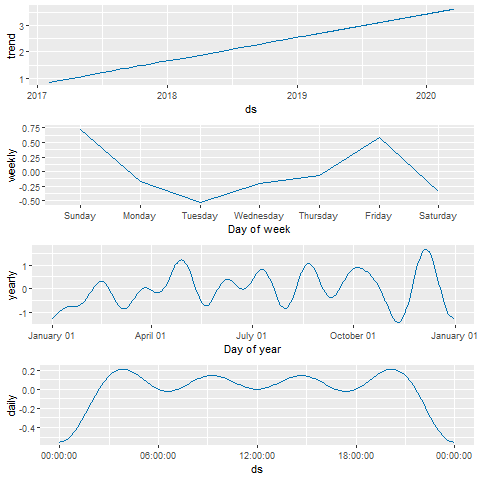 trend
3
2
1
2017 2018 2019 2020
ds
weekly
0.75
0.50
0.25
0.00
-0.25
-0.50
Sunday Monday Tuesday Wednesday Thursday Friday Saturday
Day of week
yearly
1
0
-1
January 01 April 01 July 01 October 01 January 01
Day of year
daily
0.2
0.0
-0.2
-0.4
00:00:00 06:00:00 12:00:00 18:00:00 00:00:00
ds